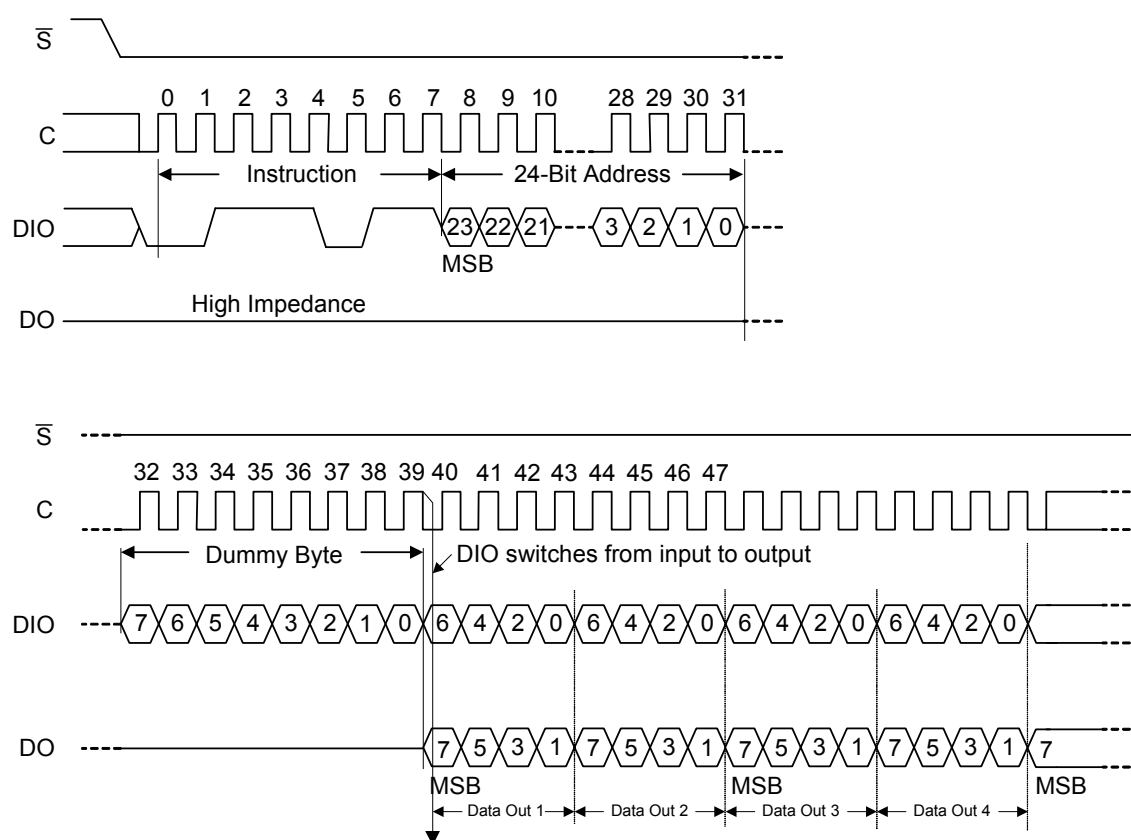 S
0 1 2 3 4 5 6 7 8 9 10 28 29 30 31
C
Instruction 24-Bit Address
DIO 23 22 21 3 2 1 0
MSB
High Impedance
DO
S
32 33 34 35 36 37 38 39 40 41 42 43 44 45 46 47
C
Dummy Byte DIO switches from input to output
DIO 7 6 5 4 3 2 1 0 6 4 2 0 6 4 2 0 6 4 2 0 6 4 2 0
DO 7 5 3 1 7 5 3 1 7 5 3 1 7 5 3 1 7
MSB MSB MSB
Data Out 1 Data Out 2 Data Out 3 Data Out 4